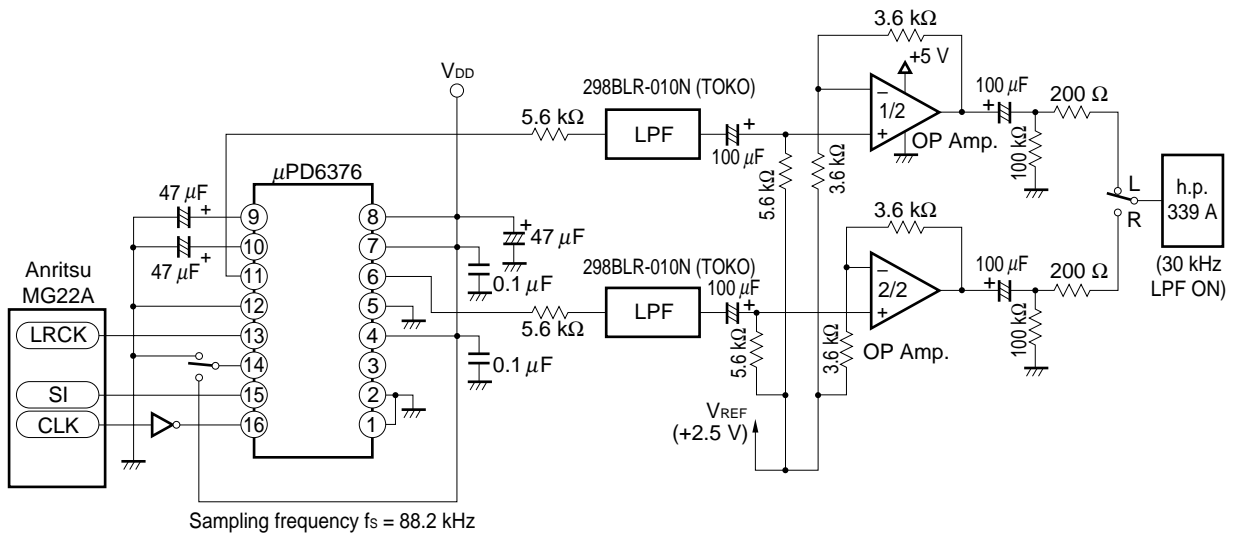 3.6 kΩ
+5 V
VDD
298BLR-010N (TOKO)
100 µF
+
200 Ω
5.6 kΩ
LPF
+
100 µF
−
1/2
+
OP Amp.
100 kΩ
µPD6376
5.6 kΩ
3.6 kΩ
L
R
h.p.
339 A
(30 kHz
LPF ON)
47 µF
+
9
8
+
47 µF
3.6 kΩ
47 µF
+
10
7
0.1 µF
298BLR-010N (TOKO)
100 µF
+
−
2/2
+
100 µF
+
200 Ω
Anritsu
MG22A
11
6
12
5
5.6 kΩ
LPF
LRCK
13
4
0.1 µF
5.6 kΩ
3.6 kΩ
OP Amp.
100 kΩ
14
3
SI
15
2
CLK
16
1
VREF
(+2.5 V)
Sampling frequency fS = 88.2 kHz